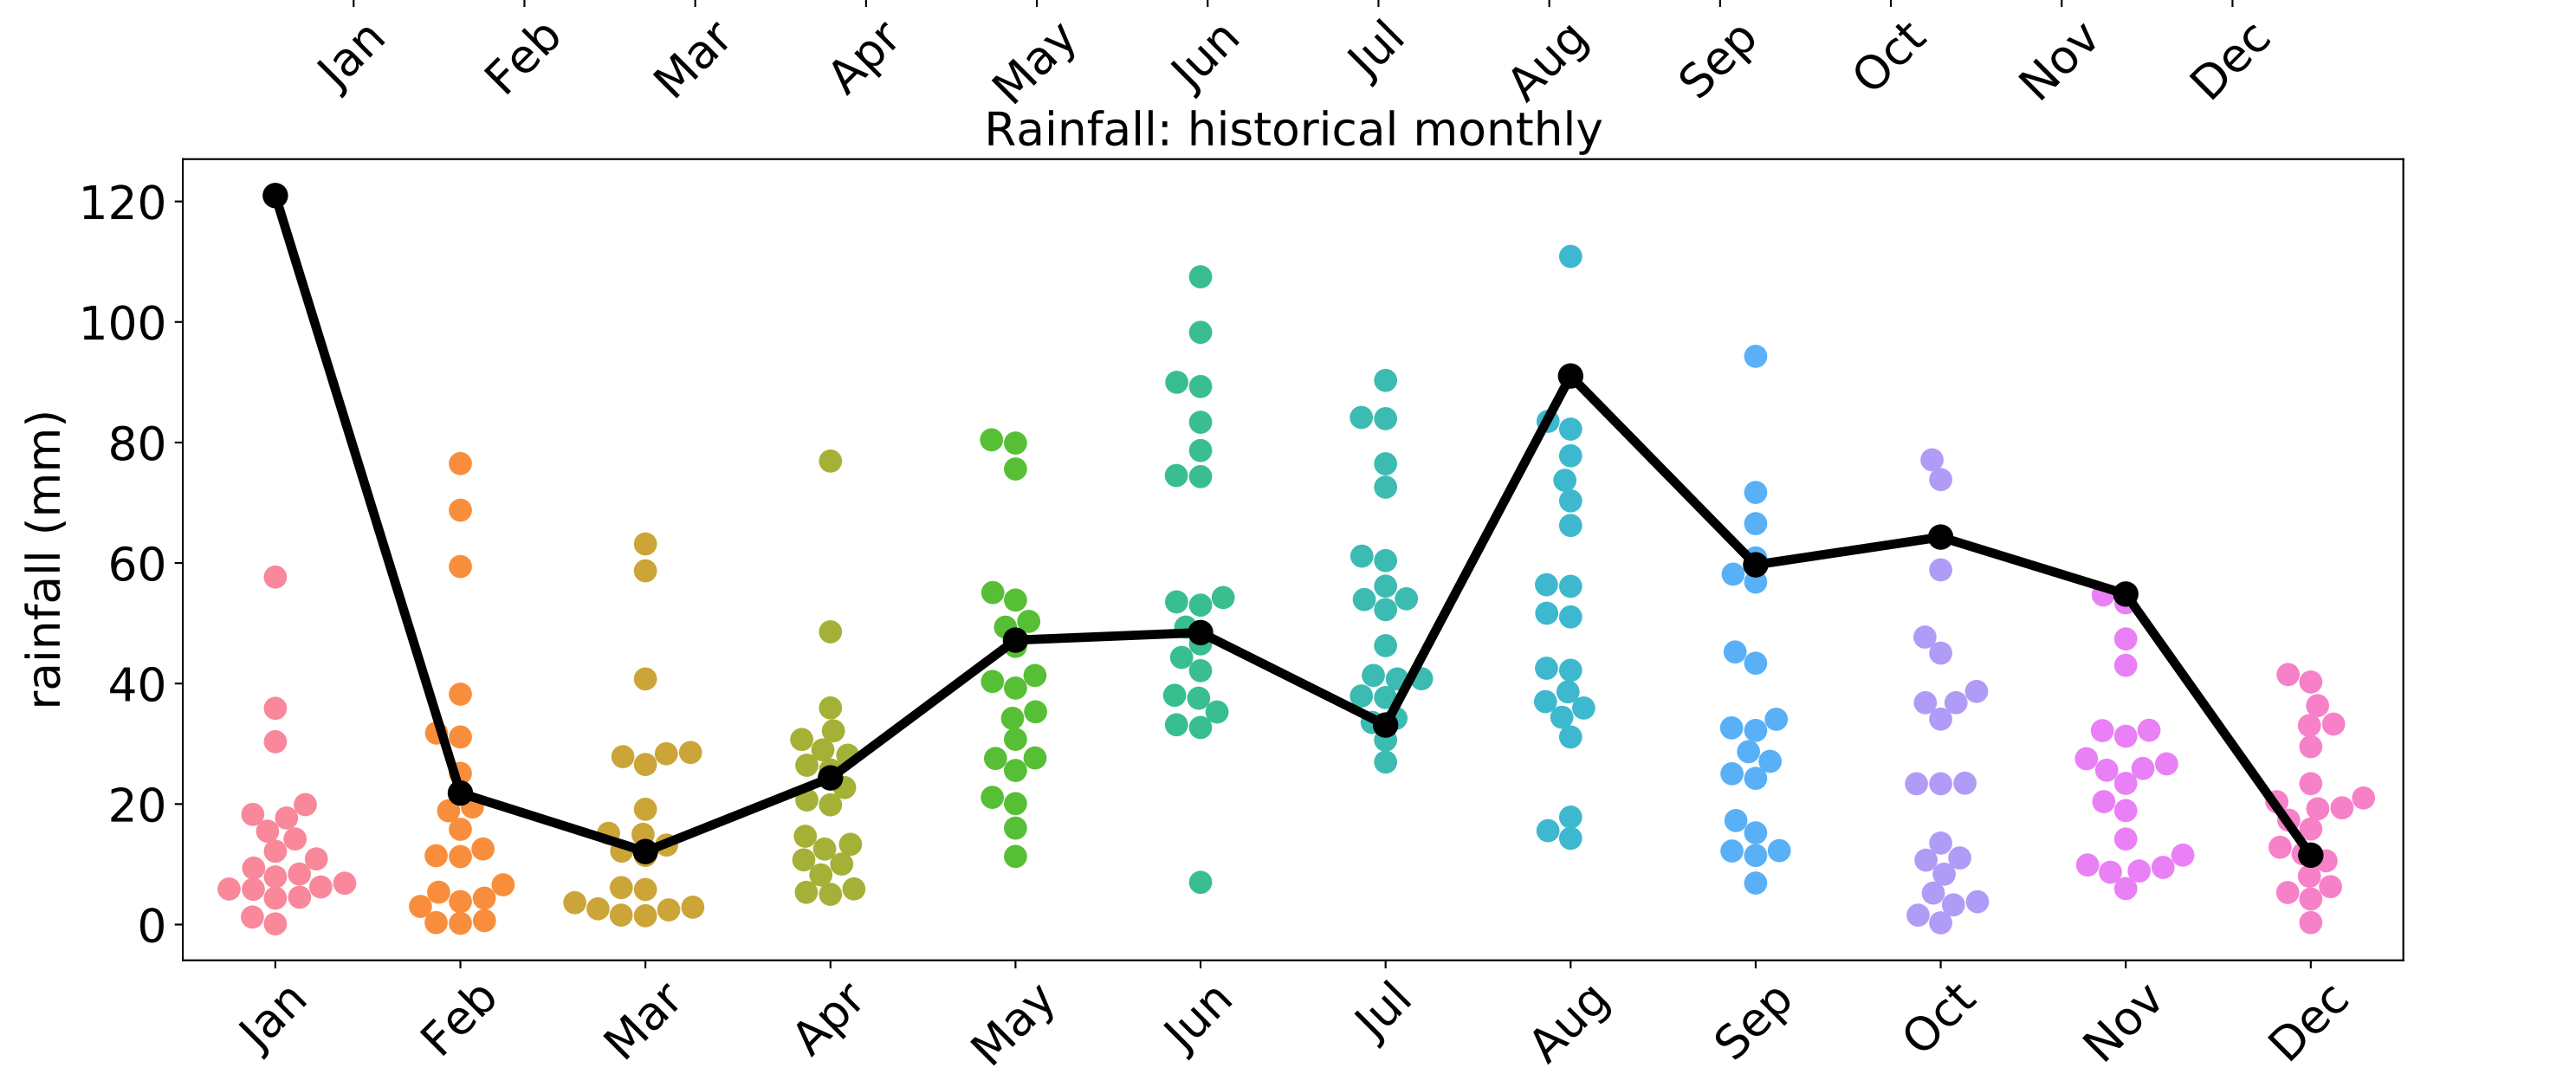 Jan Feb Mar Apr May Jun Jul Aug Sep Oct Nov Dec
Rainfall: historical monthly
rainfall (mm)
120
100
80
60
40
20
0
Jan Feb Mar Apr May Jun Jul Aug Sep Oct Nov Dec